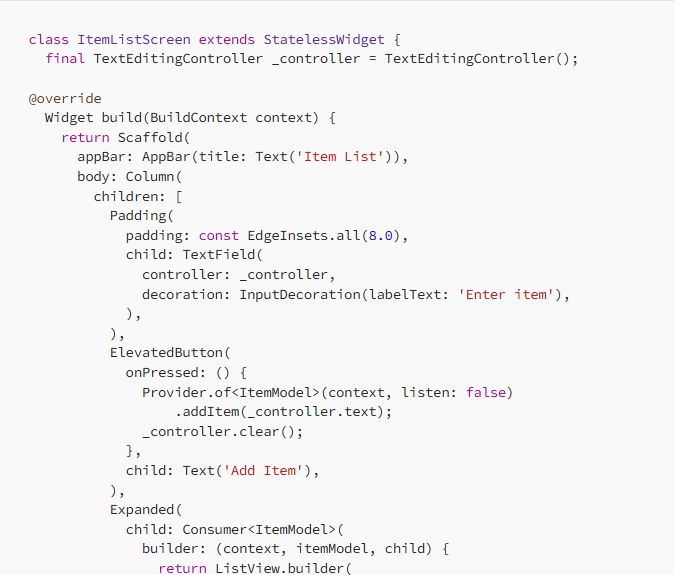 class ItemListScreen extends StatelessWidget {
  final TextEditingController _controller = TextEditingController();

@override
  Widget build(BuildContext context) {
    return Scaffold(
      appBar: AppBar(title: Text('Item List')),
      body: Column(
        children: [
          Padding(
            padding: const EdgeInsets.all(8.0),
            child: TextField(
              controller: _controller,
              decoration: InputDecoration(labelText: 'Enter item'),
            ),
          ),
          ElevatedButton(
            onPressed: () {
              Provider.of<ItemModel>(context, listen: false)
                  .addItem(_controller.text);
              _controller.clear();
            },
            child: Text('Add Item'),
          ),
          Expanded(
            child: Consumer<ItemModel>(
              builder: (context, itemModel, child) {
                return ListView.builder(